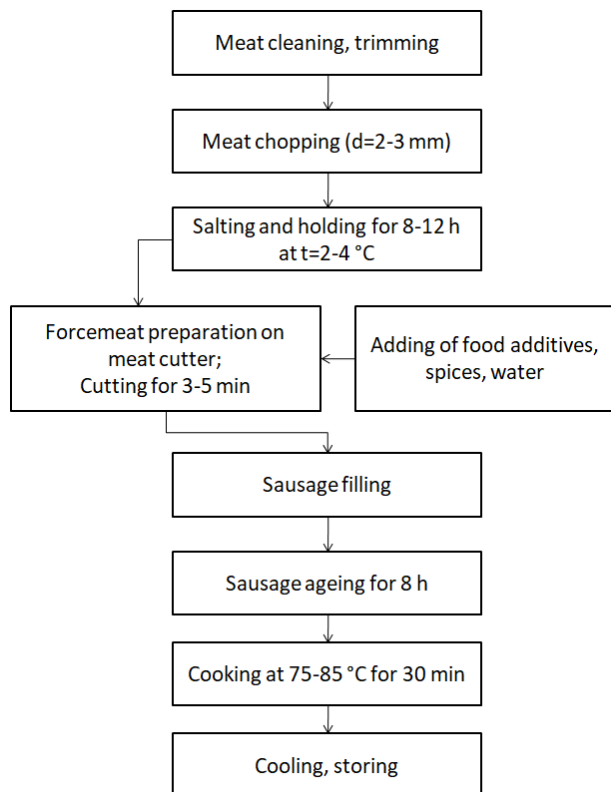 Meat cleaning, trimming
Meat chopping (d=2-3 mm)
Salting and holding for 8-12 h
at t=2-4 °C
Forcemeat preparation on
meat cutter;
Cutting for 3-5 min
Adding of food additives,
spices, water
Sausage filling
Sausage ageing for 8 h
Cooking at 75-85 °C for 30 min
Cooling, storing